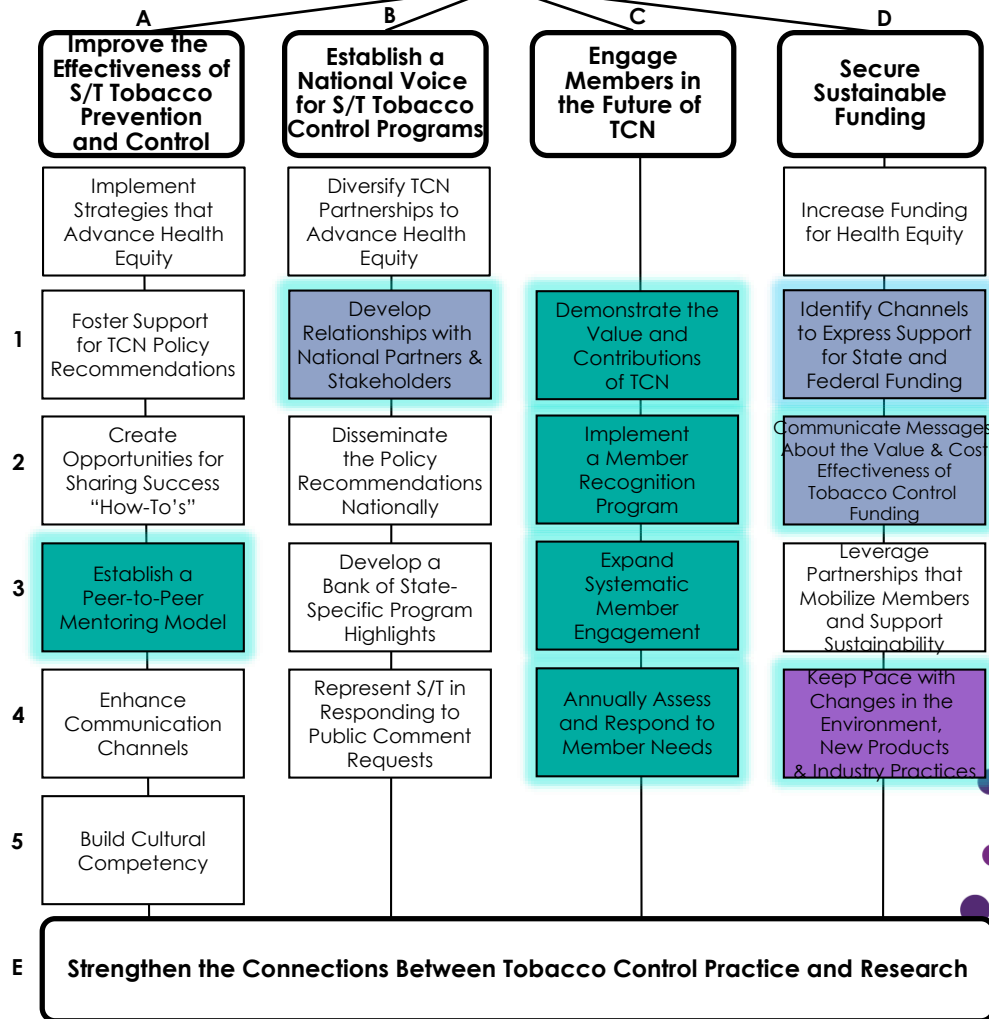 A
B
C
D
Improve the
Effectiveness of
S/T Tobacco
Prevention
and Control
Establish a
National Voice
for S/T Tobacco
Control Programs
Engage
Members in
the Future of
TCN
Secure
Sustainable
Funding
Implement
Strategies that
Advance Health
Equity
Diversify TCN
Partnerships to
Advance Health
Equity
Increase Funding
for Health Equity
1
Foster Support
for TCN Policy
Recommendations
Develop
Relationships with
National Partners &
Stakeholders
Demonstrate the
Value and
Contributions
of TCN
Identify Channels
to Express Support
for State and
Federal Funding
2
Create
Opportunities for
Sharing Success
“How-To’s”
Disseminate
the Policy
Recommendations
Nationally
Implement
a Member
Recognition
Program
Communicate Messages
About the Value & Cost
Effectiveness of
Tobacco Control
Funding
3
Establish a
Peer-to-Peer
Mentoring Model
Develop a
Bank of State-
Specific Program
Highlights
Expand
Systematic
Member
Engagement
Leverage
Partnerships that
Mobilize Members
and Support
Sustainability
4
Enhance
Communication
Channels
Represent S/T in
Responding to
Public Comment
Requests
Annually Assess
and Respond to
Member Needs
Keep Pace with
Changes in the
Environment,
New Products
& Industry Practices
5
Build Cultural
Competency
E
Strengthen the Connections Between Tobacco Control Practice and Research